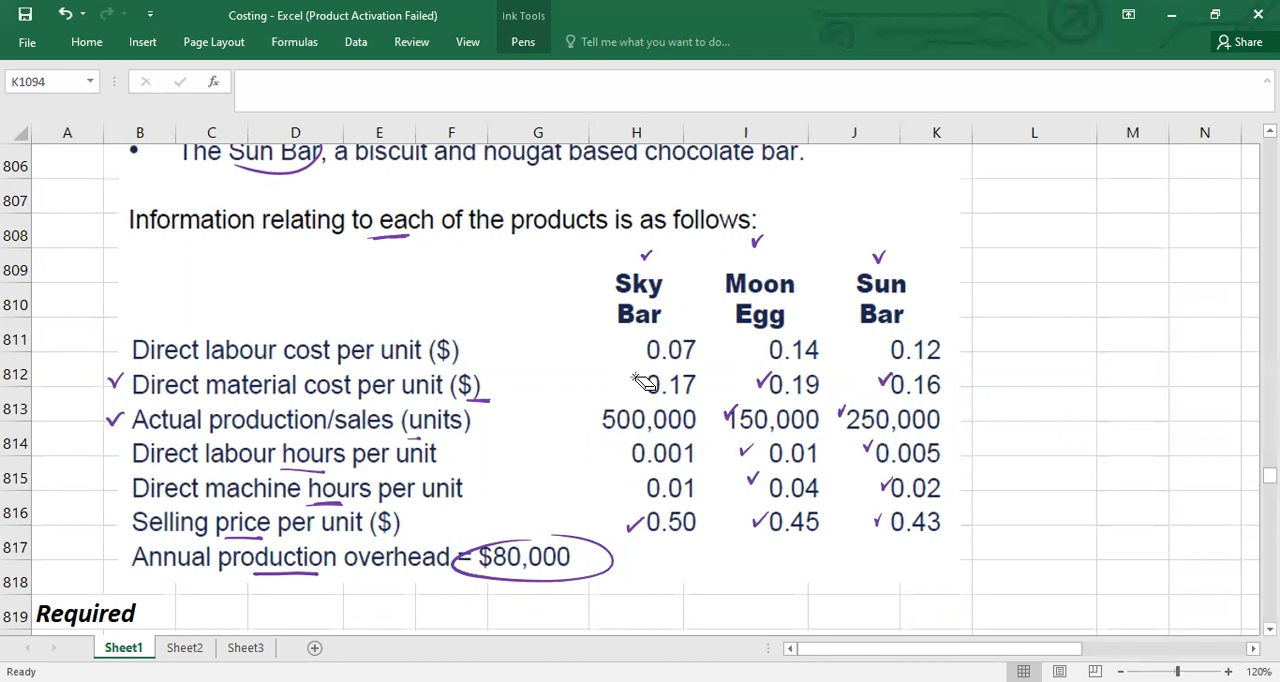 Costing - Excel (Product Activation Failed)
Ink Tools
File Home Insert Page Layout Formulas Data Review View Pens Tell me what you want to do... Share
K1094 fx
A B C D E F G H I J K L M N
806 • The Sun Bar, a biscuit and nougat based chocolate bar.
807
808 Information relating to each of the products is as follows:
809
Sky Moon Sun
810 Bar Egg Bar
811 Direct labour cost per unit ($) 0.07 0.14 0.12
812 Direct material cost per unit ($) 0.17 0.19 0.16
813 Actual production/sales (units) 500,000 150,000 250,000
814 Direct labour hours per unit 0.001 0.01 0.005
815 Direct machine hours per unit 0.01 0.04 0.02
816 Selling price per unit ($) 0.50 0.45 0.43
817 Annual production overhead = $80,000
818
819 Required
Sheet1 Sheet2 Sheet3
Ready 120%